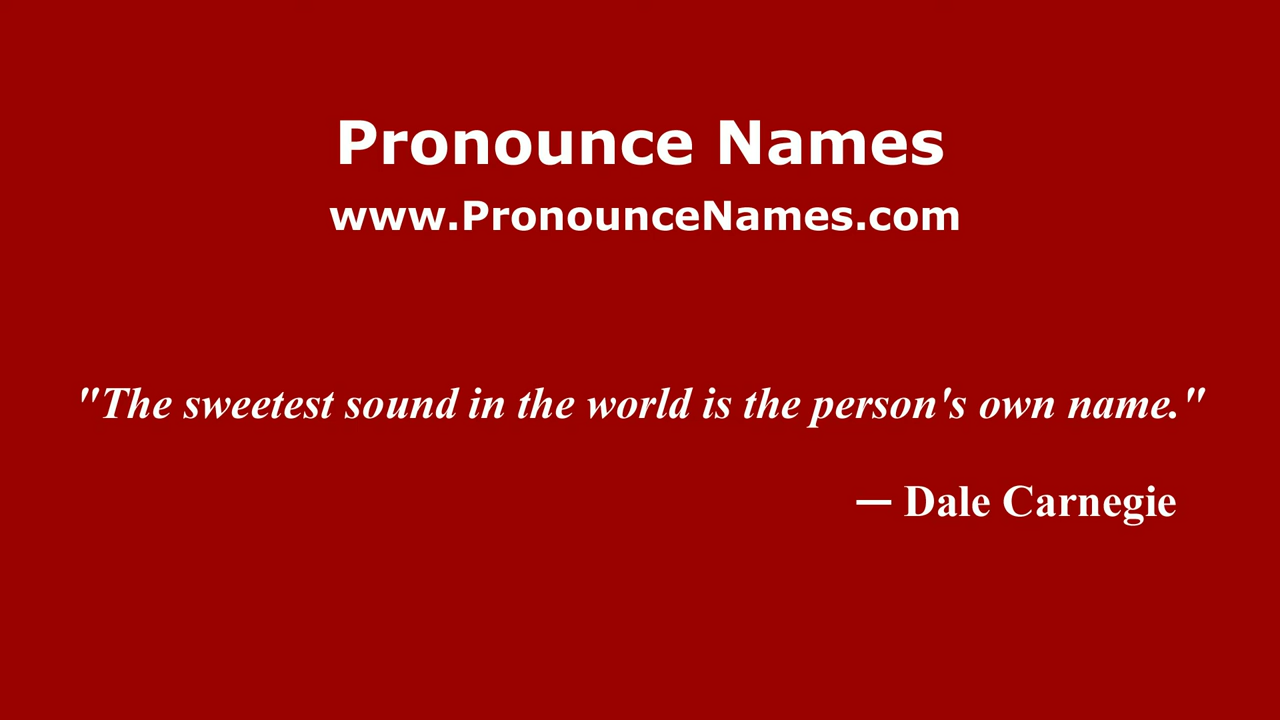 Pronounce Names
www.PronounceNames.com
"The sweetest sound in the world is the person's own name."
— Dale Carnegie